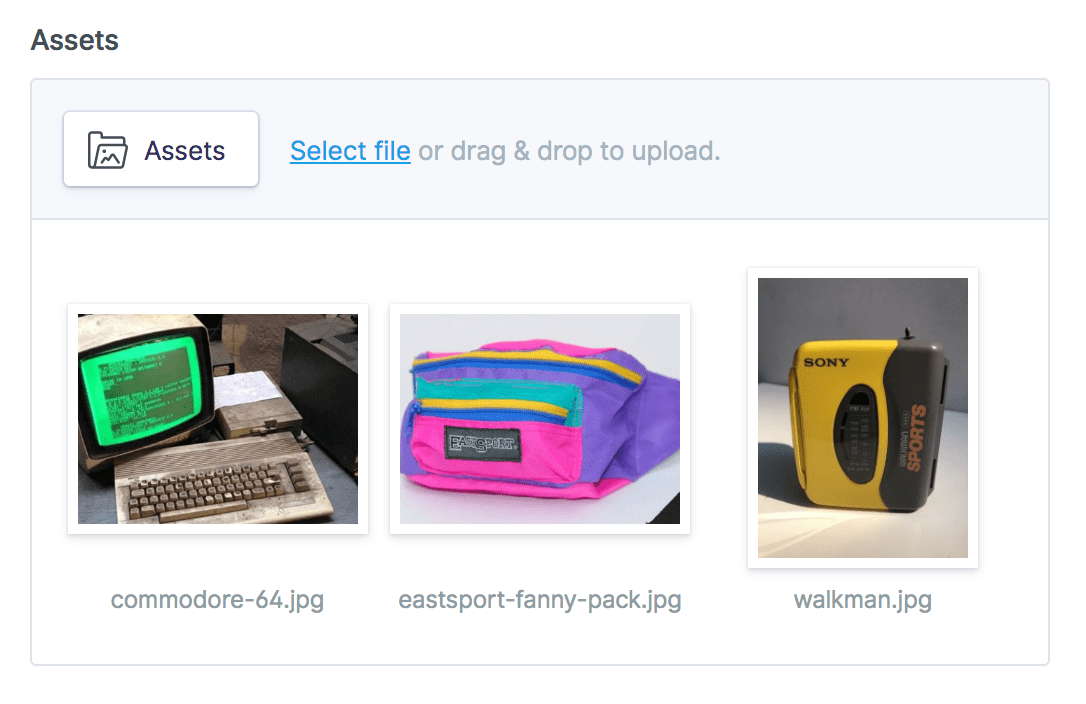 Assets
Assets
Select file or drag & drop to upload.
EASTSPORT
SONY
WALKMAN
SPORTS
commodore-64.jpg
eastsport-fanny-pack.jpg
walkman.jpg